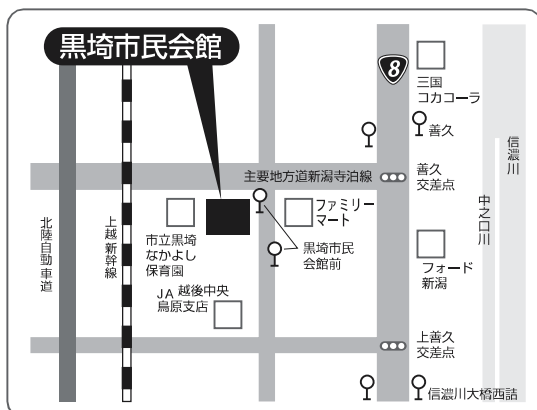 黒埼市民会館
8
三国
コカコーラ
善久
信濃川
主要地方道新潟寺泊線
善久
交差点
中之口川
ファミリー
マート
市立黒埼
なかよし
保育園
北陸自動車道
上越新幹線
黒埼市民
会館前
フォード
新潟
JA 越後中央
鳥原支店
上善久
交差点
信濃川大橋西詰